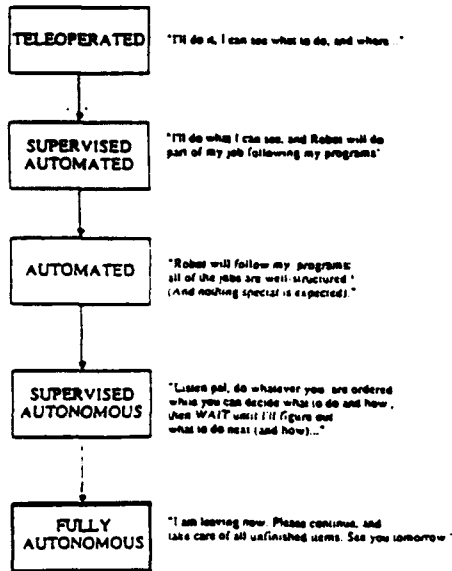 TELEOPERATED
"I'll do it, I can see what to do, and where..."
SUPERVISED
AUTOMATED
"I'll do what I can see, and Robot will do
part of my job following my programs"
AUTOMATED
"Robot will follow my programs;
all of the jobs are well-structured.
(And nothing special is expected)."
SUPERVISED
AUTONOMOUS
"Listen pal, do whatever you are ordered
while you can decide what to do and how,
then WAIT until I'll figure out
what to do next (and how)..."
FULLY
AUTONOMOUS
"I am leaving now. Please continue, and
take care of all unfinished items. See you tomorrow."